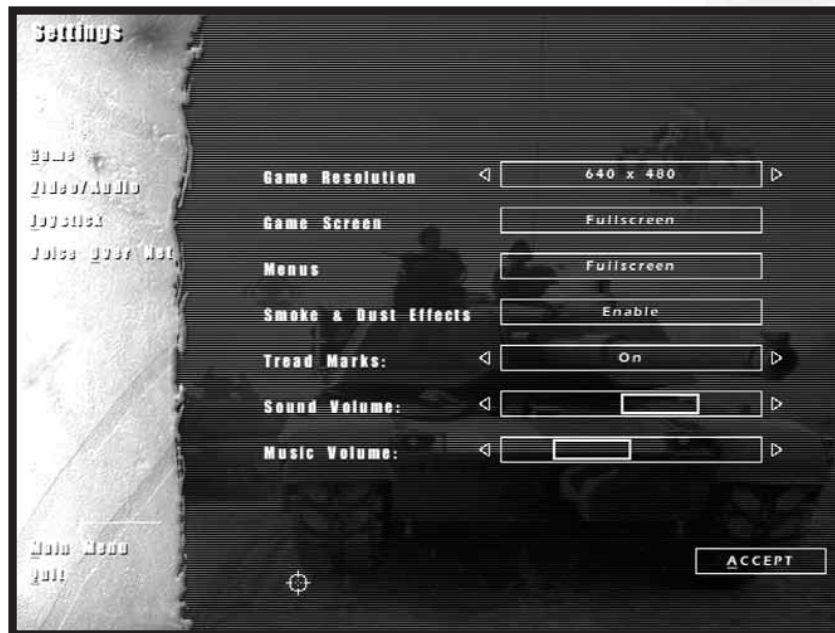 Settings
Game
Video/Audio
Joystick
Voice Over Net
Game Resolution 640 x 480
Game Screen Fullscreen
Menus Fullscreen
Smoke & Dust Effects Enable
Tread Marks: On
Sound Volume:
Music Volume:
Main Menu
Quit
ACCEPT